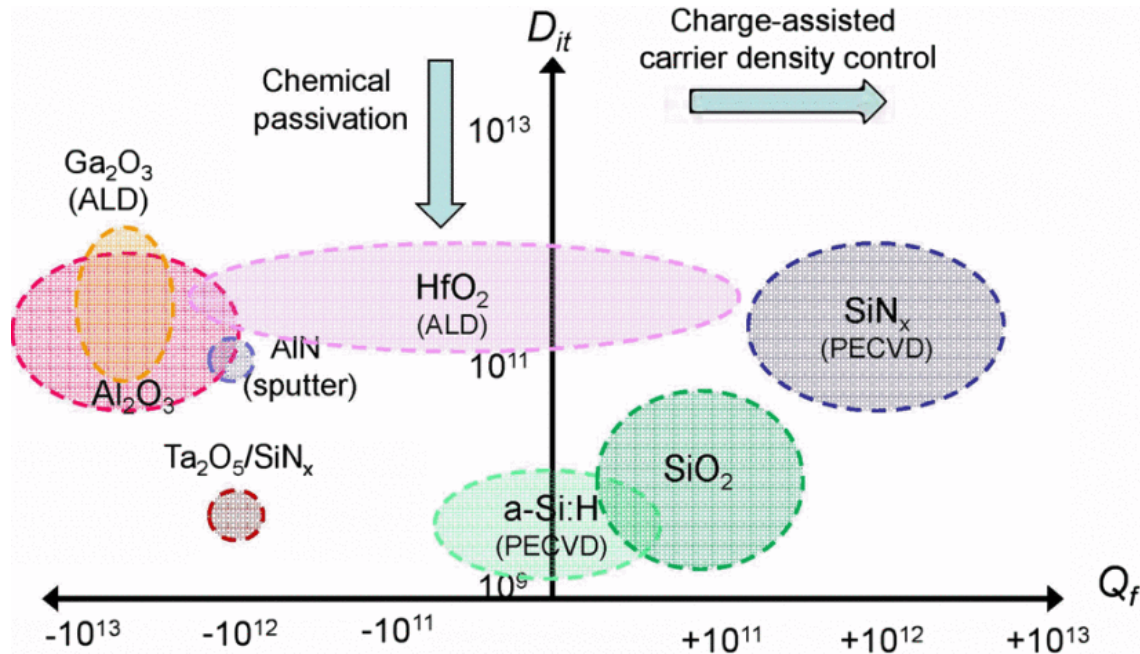 D_it
Charge-assisted
carrier density control
Chemical
passivation
10^13
Ga₂O₃
(ALD)
HfO₂
(ALD)
SiNₓ
(PECVD)
AlN
(sputter)
10^11
Al₂O₃
Ta₂O₅/SiNₓ
SiO₂
a-Si:H
(PECVD)
10^9
Q_f
-10^13
-10^12
-10^11
+10^11
+10^12
+10^13